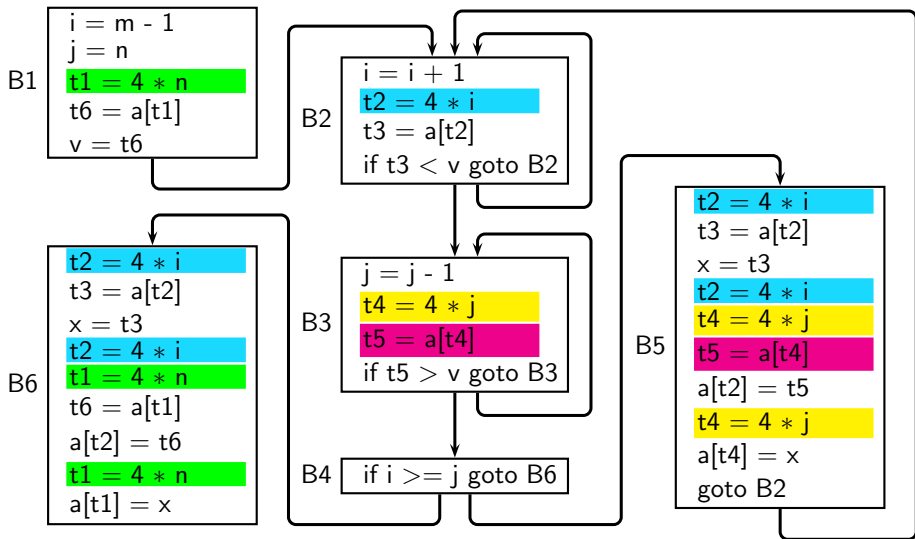 B1
i = m - 1
j = n
t1 = 4 * n
t6 = a[t1]
v = t6
B2
i = i + 1
t2 = 4 * i
t3 = a[t2]
if t3 < v goto B2
B3
j = j - 1
t4 = 4 * j
t5 = a[t4]
if t5 > v goto B3
B4
if i >= j goto B6
B5
t2 = 4 * i
t3 = a[t2]
x = t3
t2 = 4 * i
t4 = 4 * j
t5 = a[t4]
a[t2] = t5
t4 = 4 * j
a[t4] = x
goto B2
B6
t2 = 4 * i
t3 = a[t2]
x = t3
t2 = 4 * i
t1 = 4 * n
t6 = a[t1]
a[t2] = t6
t1 = 4 * n
a[t1] = x